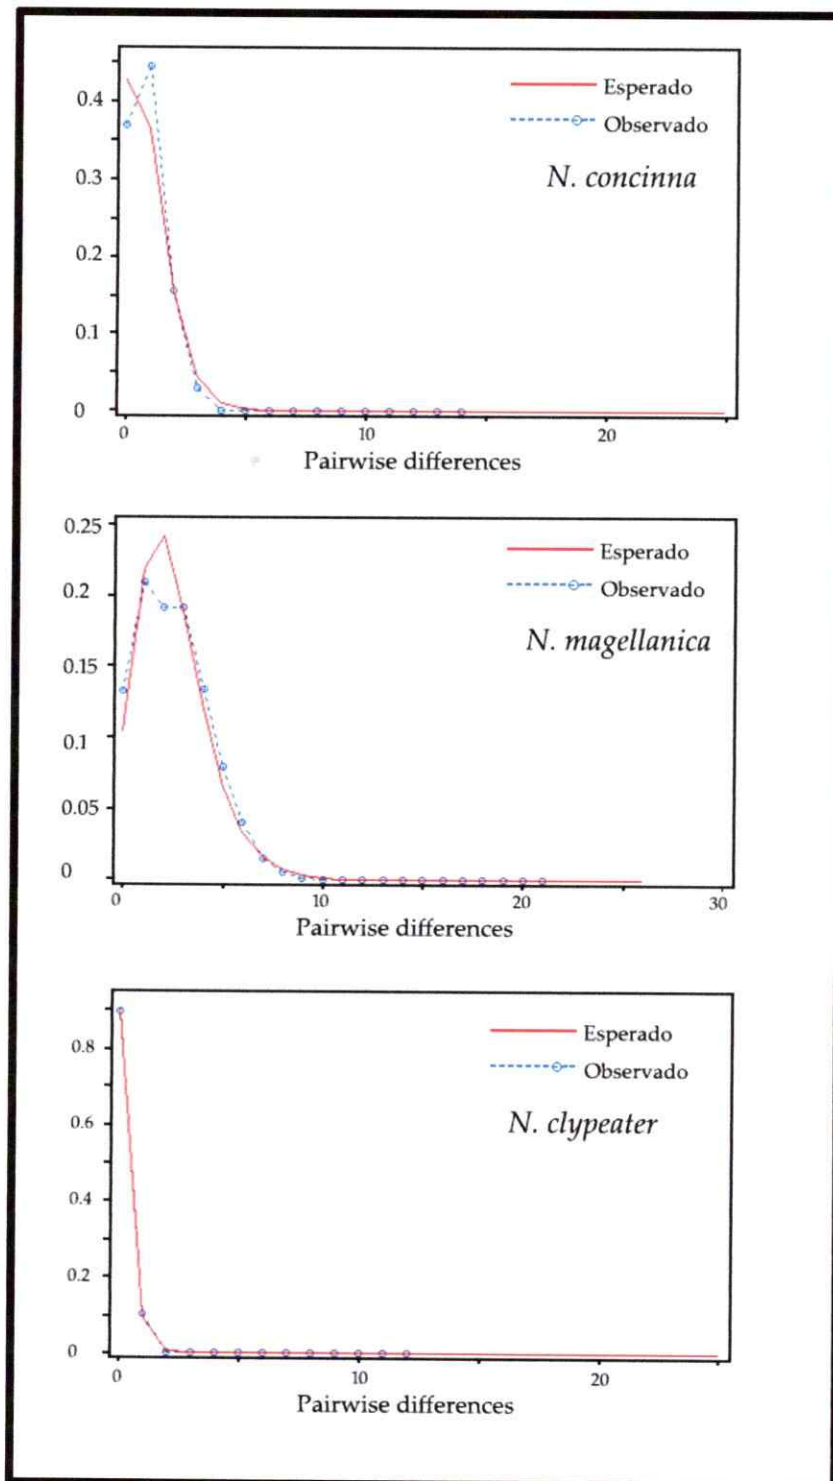 Esperado
Observado
N. concinna
0.4
0.3
0.2
0.1
0
0 10 20
Pairwise differences
Esperado
Observado
N. magellanica
0.25
0.2
0.15
0.1
0.05
0
0 10 20 30
Pairwise differences
Esperado
Observado
N. clypeater
0.8
0.6
0.4
0.2
0
0 10 20
Pairwise differences